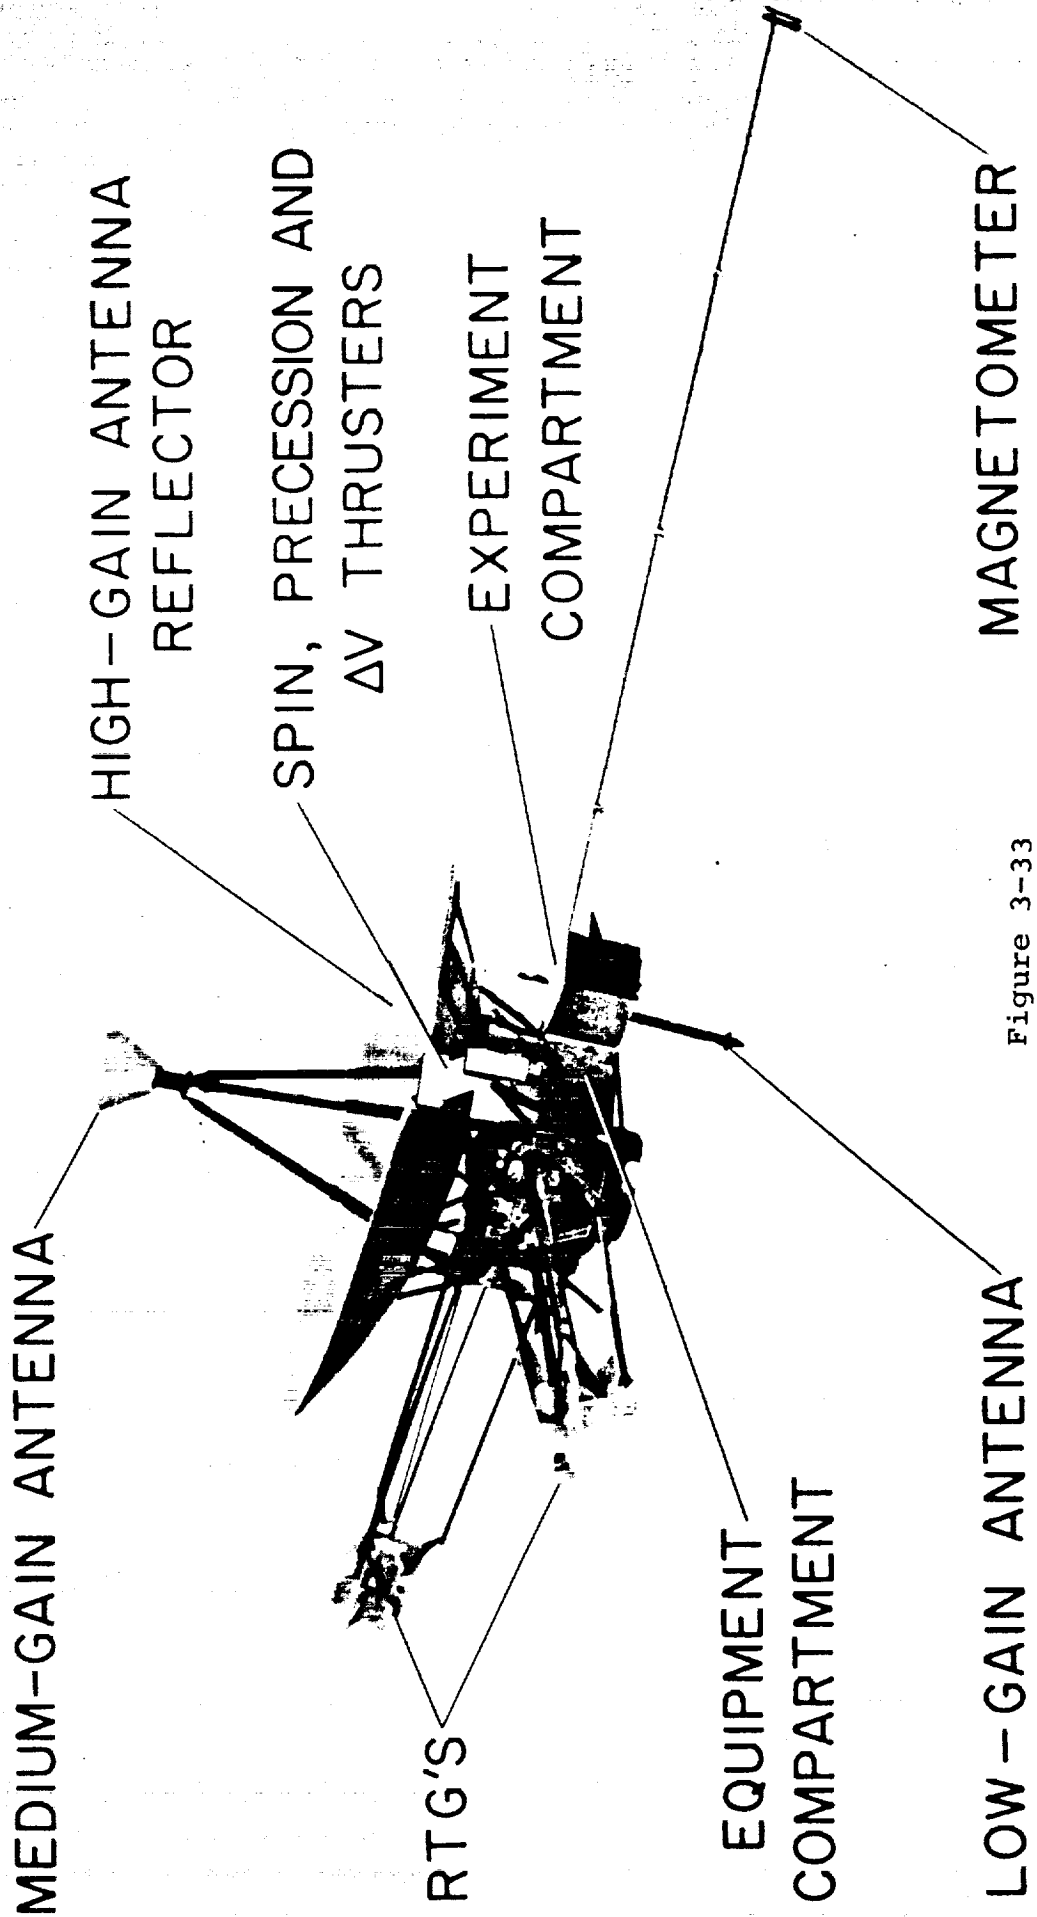 MEDIUM-GAIN ANTENNA
HIGH-GAIN ANTENNA
REFLECTOR
SPIN, PRECESSION AND
ΔV THRUSTERS
RTG'S
EXPERIMENT
COMPARTMENT
EQUIPMENT
COMPARTMENT
LOW-GAIN ANTENNA
MAGNETOMETER
Figure 3-33